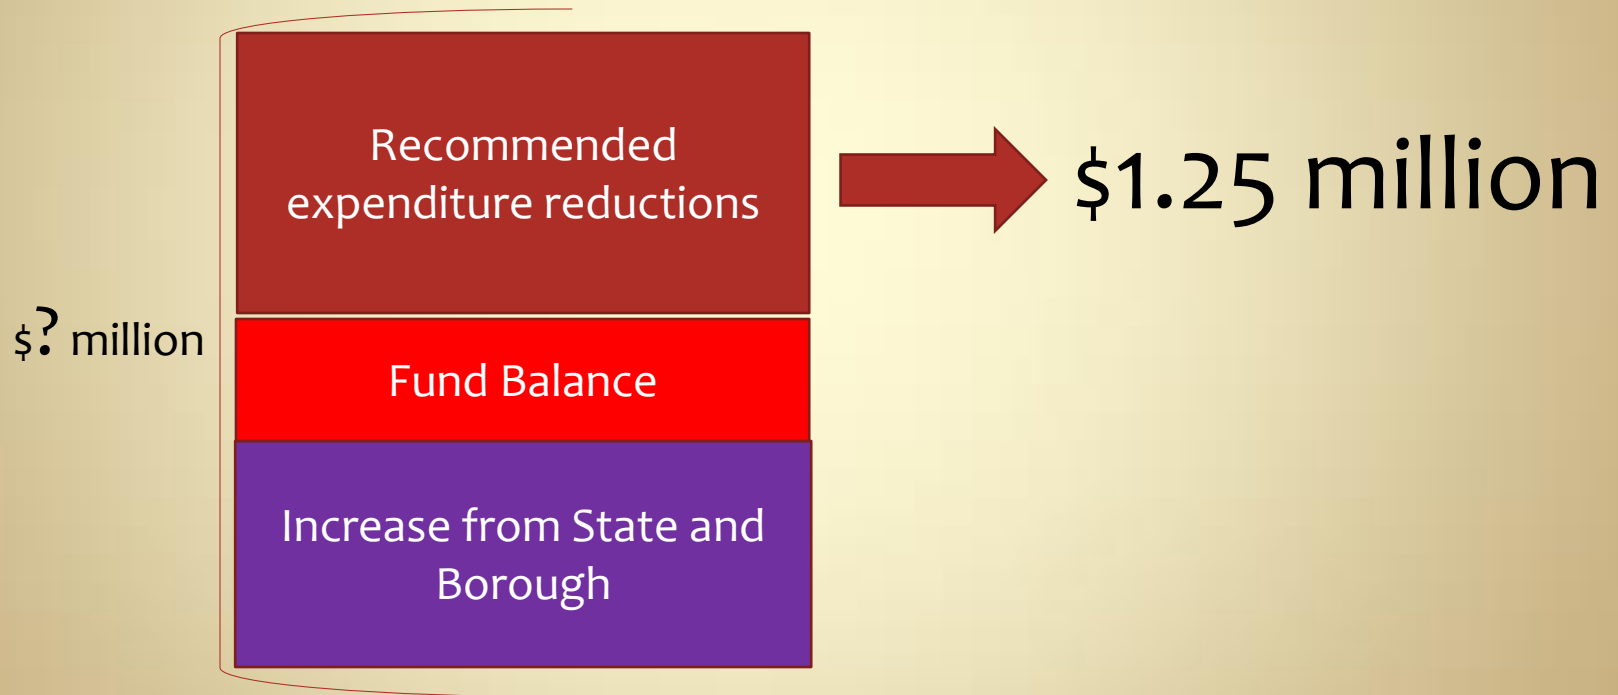 Recommended
expenditure reductions
$1.25 million
$? million
Fund Balance
Increase from State and
Borough